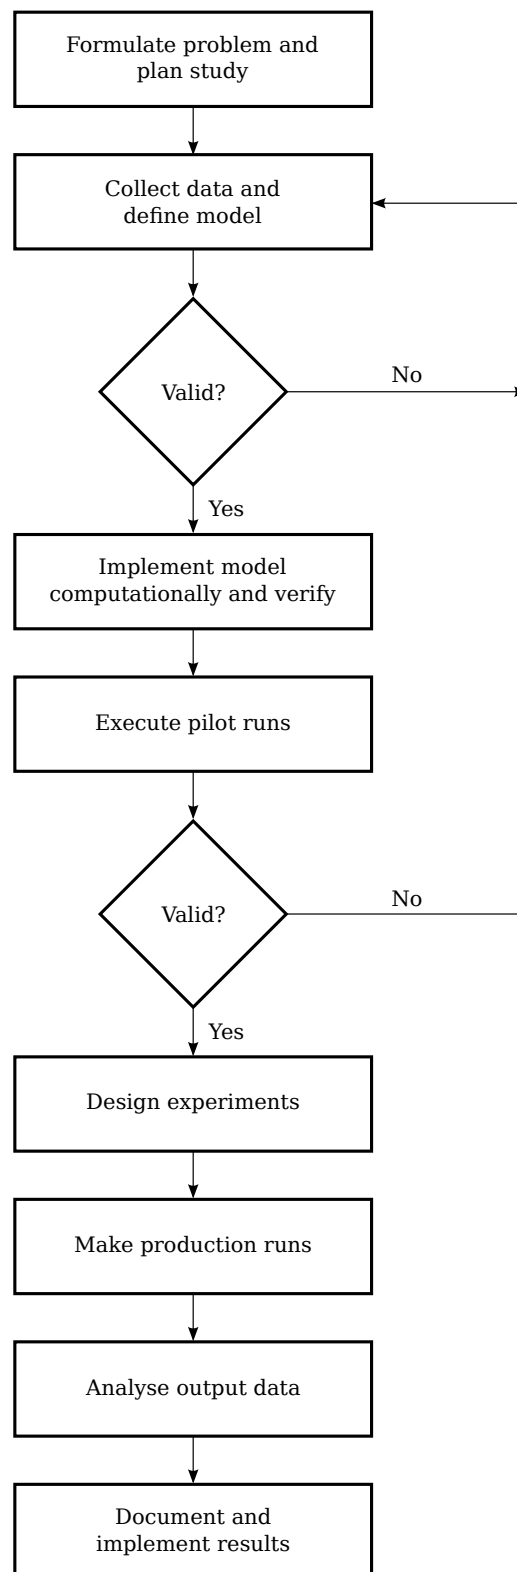 Formulate problem and
plan study
Collect data and
define model
Valid?
No
Yes
Implement model
computationally and verify
Execute pilot runs
Valid?
No
Yes
Design experiments
Make production runs
Analyse output data
Document and
implement results